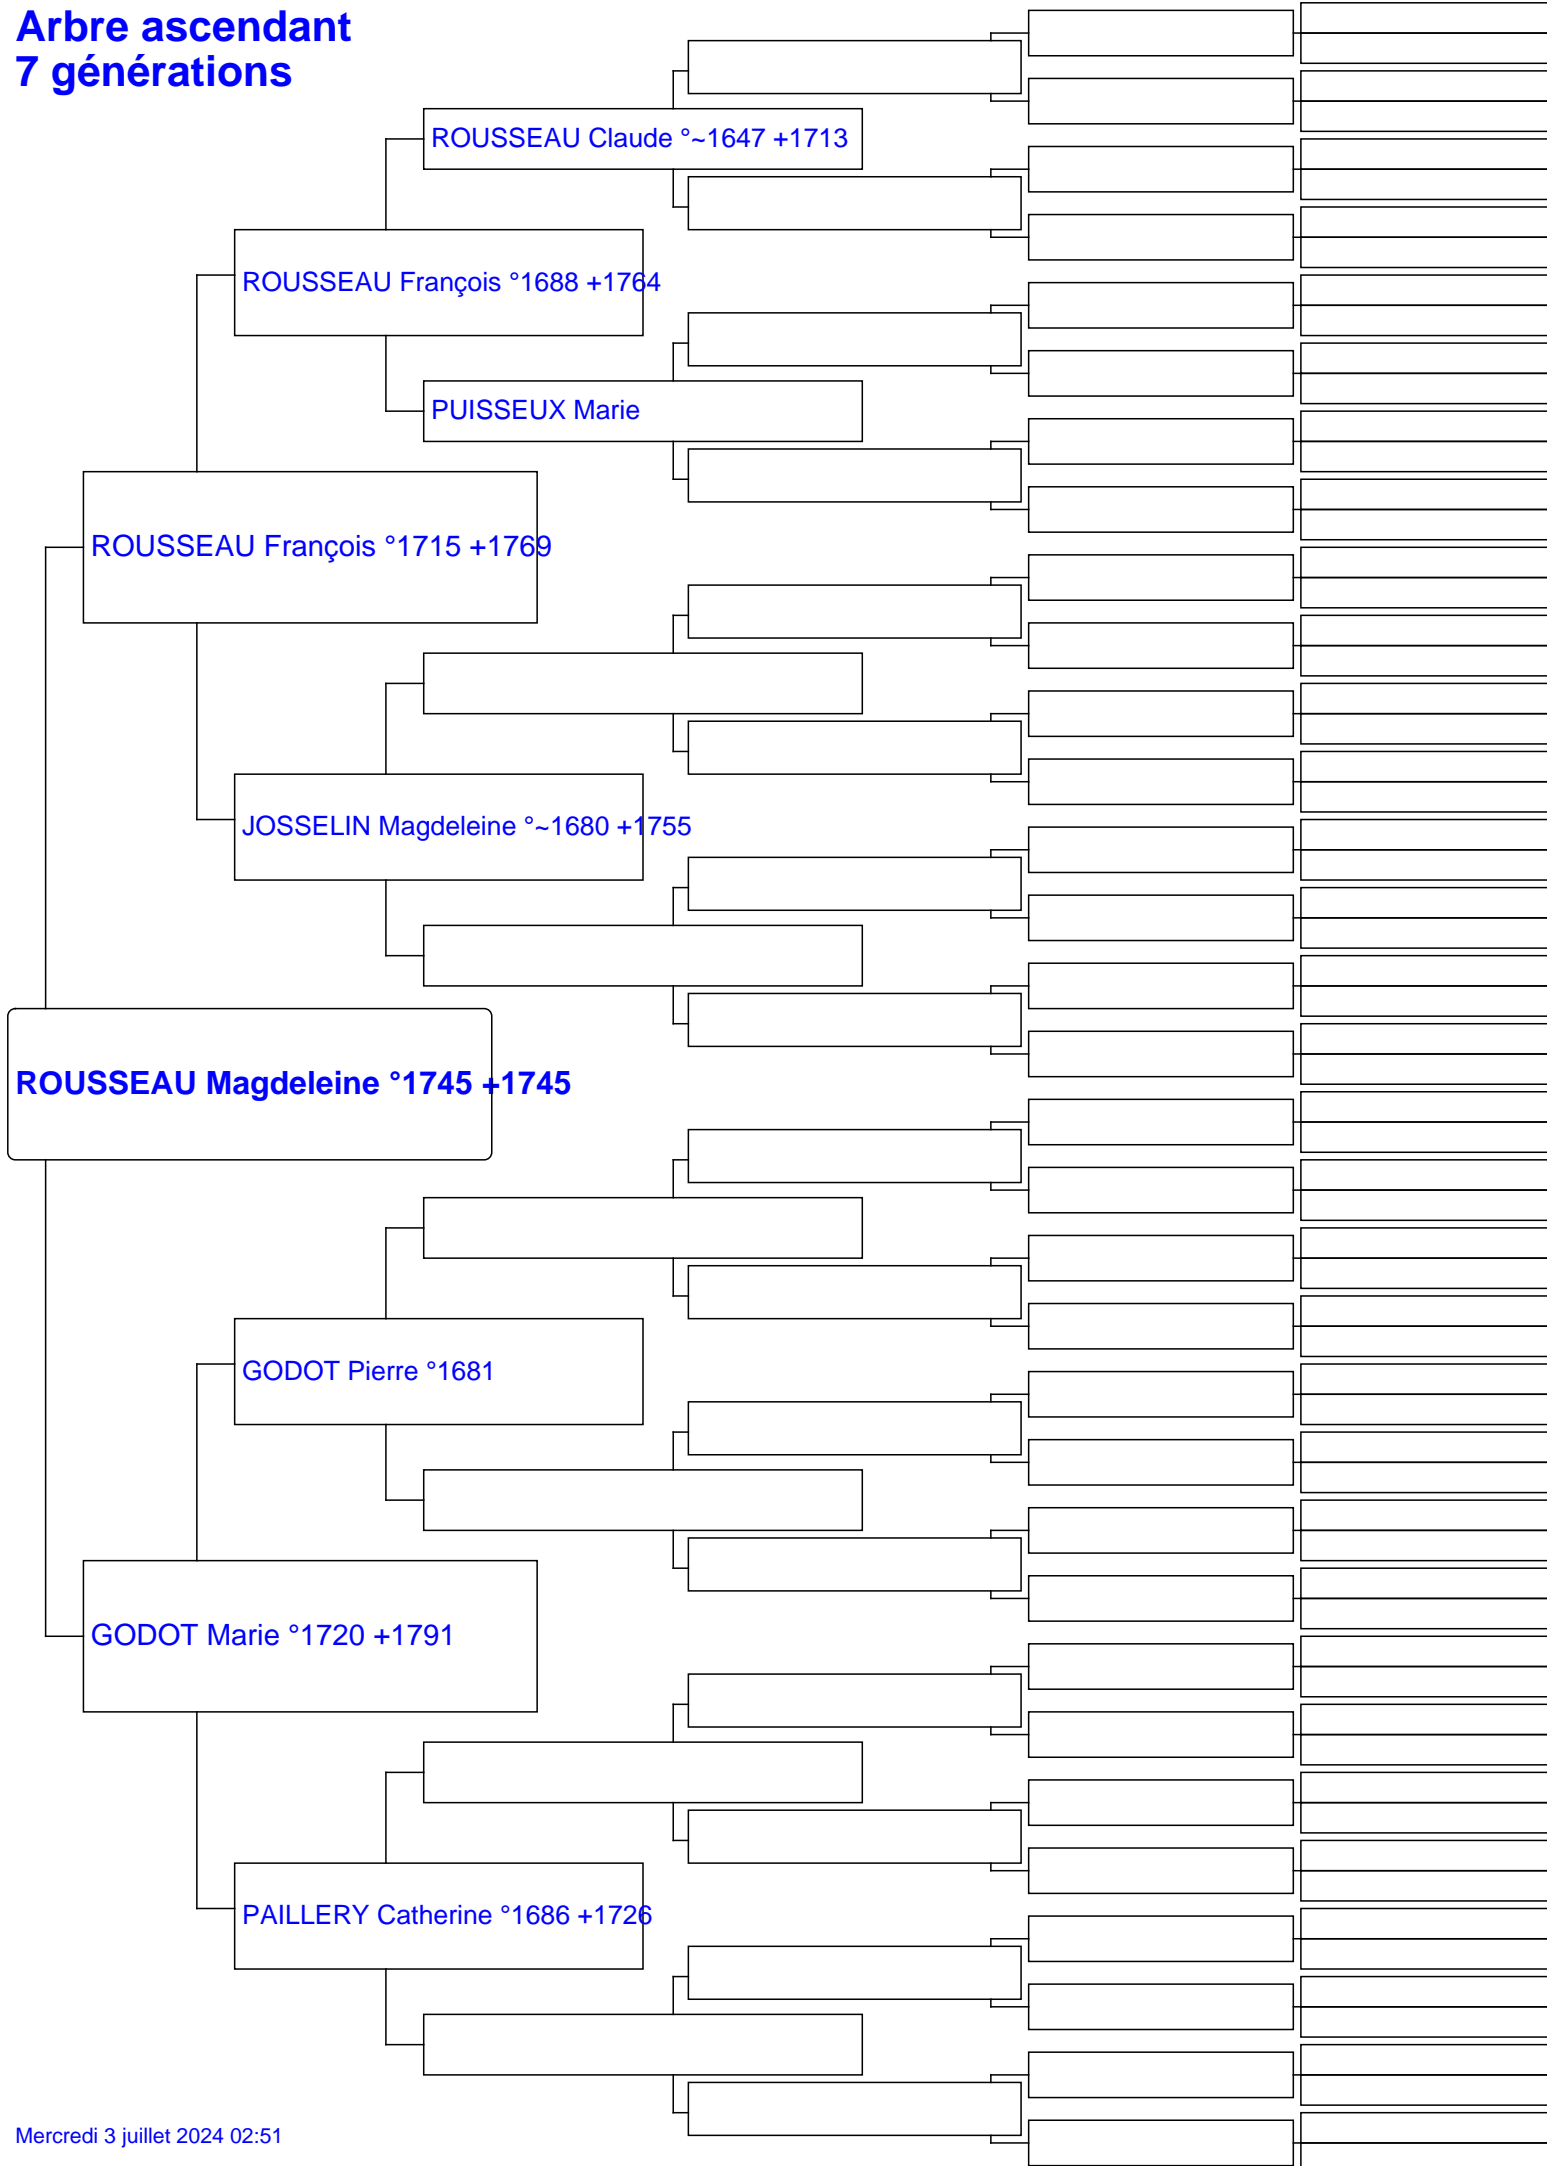 Arbre ascendant
7 générations
ROUSSEAU Claude °~1647 +1713
ROUSSEAU François °1688 +1764
PUISSEUX Marie
ROUSSEAU François °1715 +1769
JOSSELIN Magdeleine °~1680 +1755
ROUSSEAU Magdeleine °1745 +1745
GODOT Pierre °1681
GODOT Marie °1720 +1791
PAILLERY Catherine °1686 +1726
Mercredi 3 juillet 2024 02:51